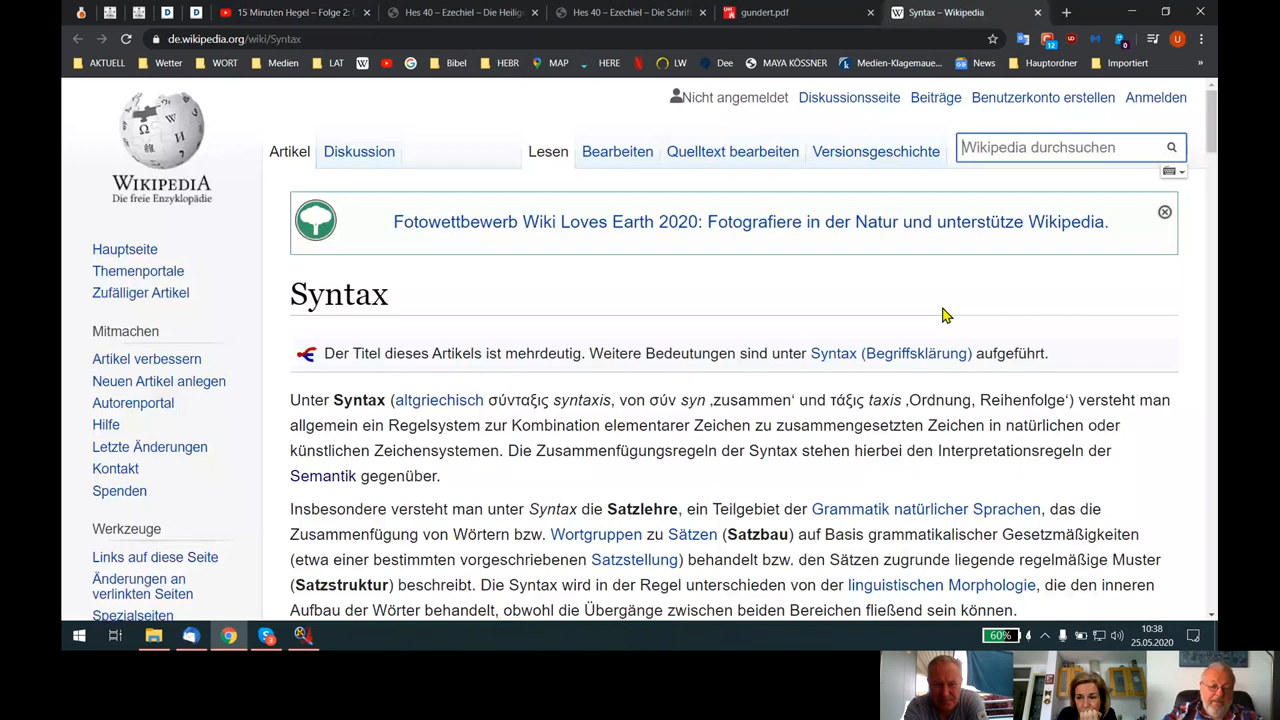 15 Minuten Hegel – Folge 2: D
Hes 40 – Ezechiel – Die Heilige
Hes 40 – Ezechiel – Die Schrift
gundert.pdf
Syntax – Wikipedia
de.wikipedia.org/wiki/Syntax
AKTUELL Wetter WORT Medien LAT Bibel HEBR MAP HERE LW Dee MAYA KÖSSNER Medien-Klagemaue... News Hauptordner Importiert
Nicht angemeldet Diskussionsseite Beiträge Benutzerkonto erstellen Anmelden
Artikel Diskussion Lesen Bearbeiten Quelltext bearbeiten Versionsgeschichte Wikipedia durchsuchen
WIKIPEDIA
Die freie Enzyklopädie
Hauptseite
Themenportale
Zufälliger Artikel
Mitmachen
Artikel verbessern
Neuen Artikel anlegen
Autorenportal
Hilfe
Letzte Änderungen
Kontakt
Spenden
Werkzeuge
Links auf diese Seite
Änderungen an
verlinkten Seiten
Spezialseiten
Fotowettbewerb Wiki Loves Earth 2020: Fotografiere in der Natur und unterstütze Wikipedia.
Syntax
Der Titel dieses Artikels ist mehrdeutig. Weitere Bedeutungen sind unter Syntax (Begriffsklärung) aufgeführt.
Unter Syntax (altgriechisch σύνταξις syntaxis, von σύν syn ‚zusammen‘ und τάξις taxis ‚Ordnung, Reihenfolge‘) versteht man
allgemein ein Regelsystem zur Kombination elementarer Zeichen zu zusammengesetzten Zeichen in natürlichen oder
künstlichen Zeichensystemen. Die Zusammenfügungsregeln der Syntax stehen hierbei den Interpretationsregeln der
Semantik gegenüber.
Insbesondere versteht man unter Syntax die Satzlehre, ein Teilgebiet der Grammatik natürlicher Sprachen, das die
Zusammenfügung von Wörtern bzw. Wortgruppen zu Sätzen (Satzbau) auf Basis grammatikalischer Gesetzmäßigkeiten
(etwa einer bestimmten vorgeschriebenen Satzstellung) behandelt bzw. den Sätzen zugrunde liegende regelmäßige Muster
(Satzstruktur) beschreibt. Die Syntax wird in der Regel unterschieden von der linguistischen Morphologie, die den inneren
Aufbau der Wörter behandelt, obwohl die Übergänge zwischen beiden Bereichen fließend sein können.
60%
10:38
25.05.2020